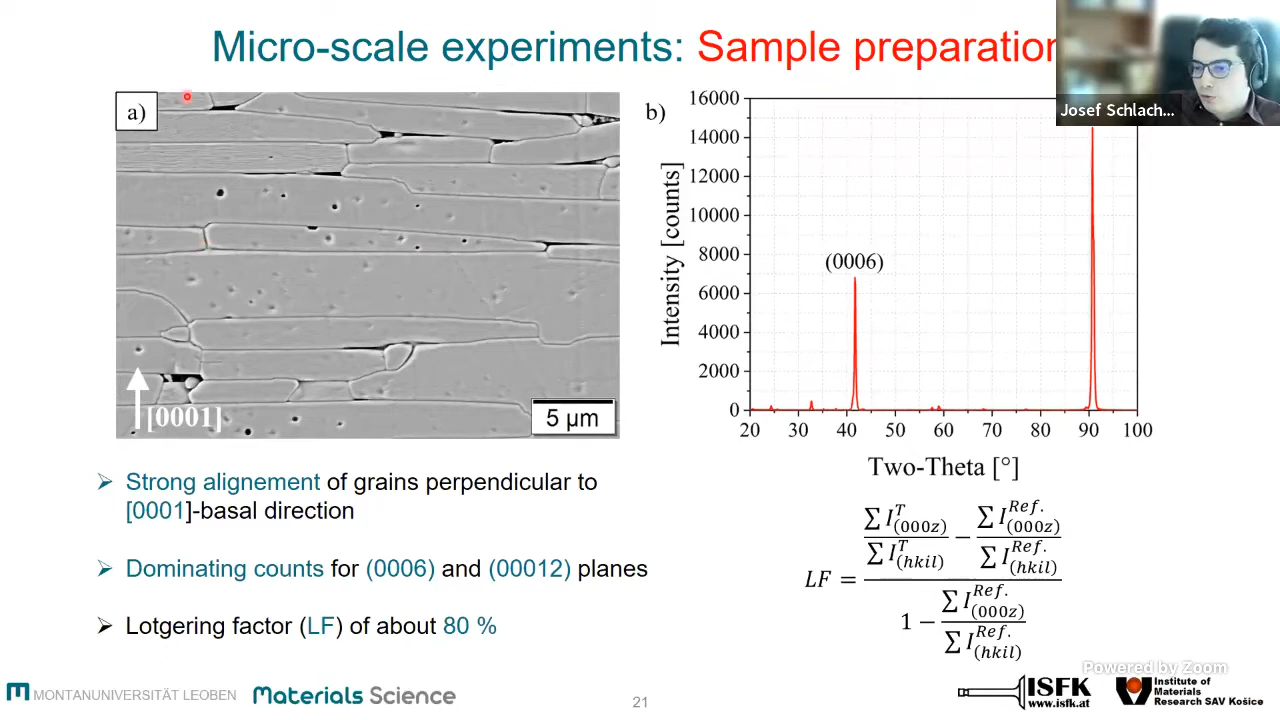 Micro-scale experiments: Sample preparation
Josef Schlach...
a)
[0001]
5 µm
b)
16000
14000
12000
10000
8000
6000
4000
2000
0
Intensity [counts]
(0006)
20 30 40 50 60 70 80 90 100
Two-Theta [°]
➢ Strong alignement of grains perpendicular to
[0001]-basal direction
➢ Dominating counts for (0006) and (00012) planes
➢ Lotgering factor (LF) of about 80 %
∑ I^T_(000z) / ∑ I^T_(hkil) − ∑ I^Ref._(000z) / ∑ I^Ref._(hkil)
LF =
1 − ∑ I^Ref._(000z) / ∑ I^Ref._(hkil)
Powered by Zoom
MONTANUNIVERSITÄT LEOBEN
Materials Science
21
ISFK
www.isfk.at
Institute of
Materials
Research SAV Košice